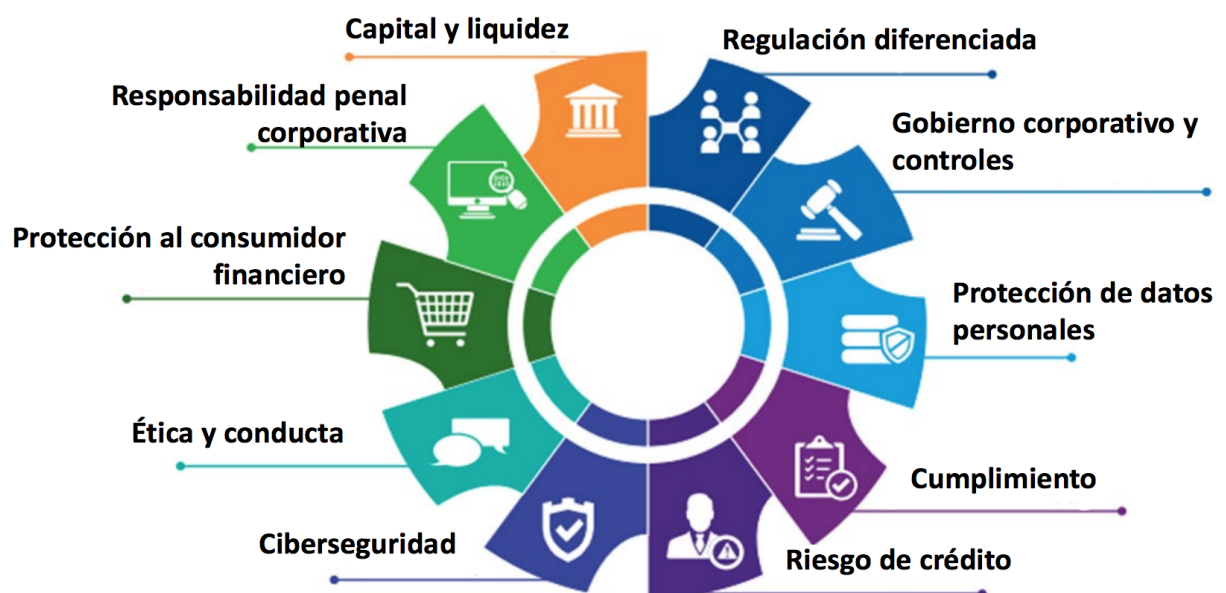 Capital y liquidez
Regulación diferenciada
Responsabilidad penal
corporativa
Gobierno corporativo y
controles
Protección al consumidor
financiero
Protección de datos
personales
Ética y conducta
Cumplimiento
Ciberseguridad
Riesgo de crédito